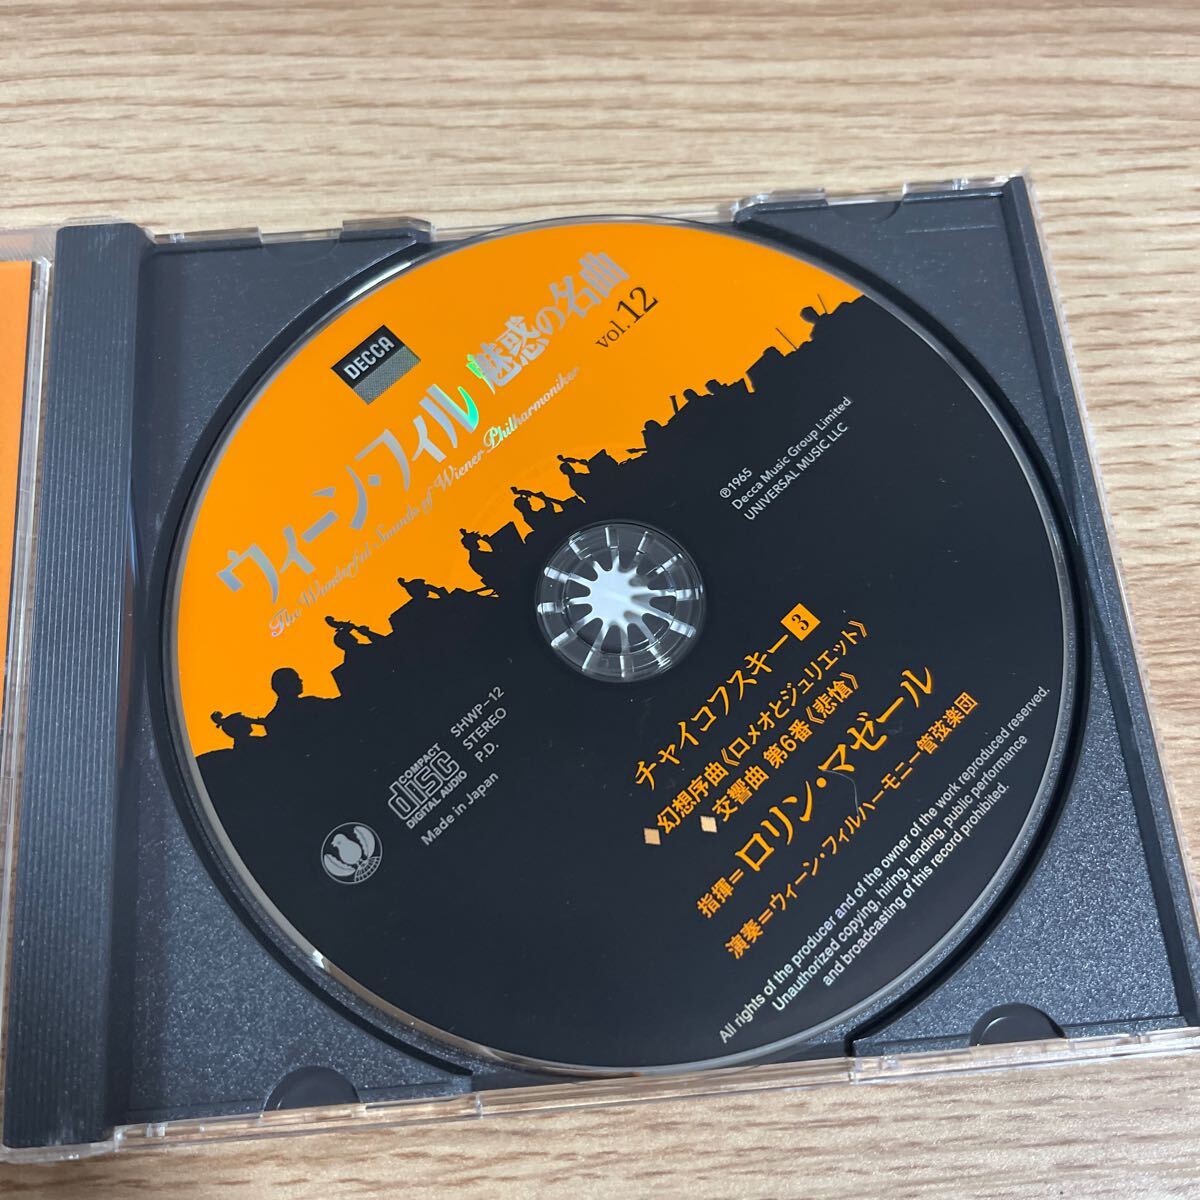 DECCA
ウィーン・フィル 魅惑の名曲
vol.12
The Wonderful Sounds of Wiener Philharmoniker
℗1965
Decca Music Group Limited
UNIVERSAL MUSIC LLC
COMPACT
disc
DIGITAL AUDIO
SHWP-12
STEREO
P.D.
Made in Japan
チャイコフスキー 3
◆幻想序曲《ロメオとジュリエット》
◆交響曲 第6番《悲愴》
指揮=ロリン・マゼール
演奏=ウィーン・フィルハーモニー管弦楽団
All rights of the producer and of the owner of the work reproduced reserved.
Unauthorized copying, hiring, lending, public performance
and broadcasting of this record prohibited.